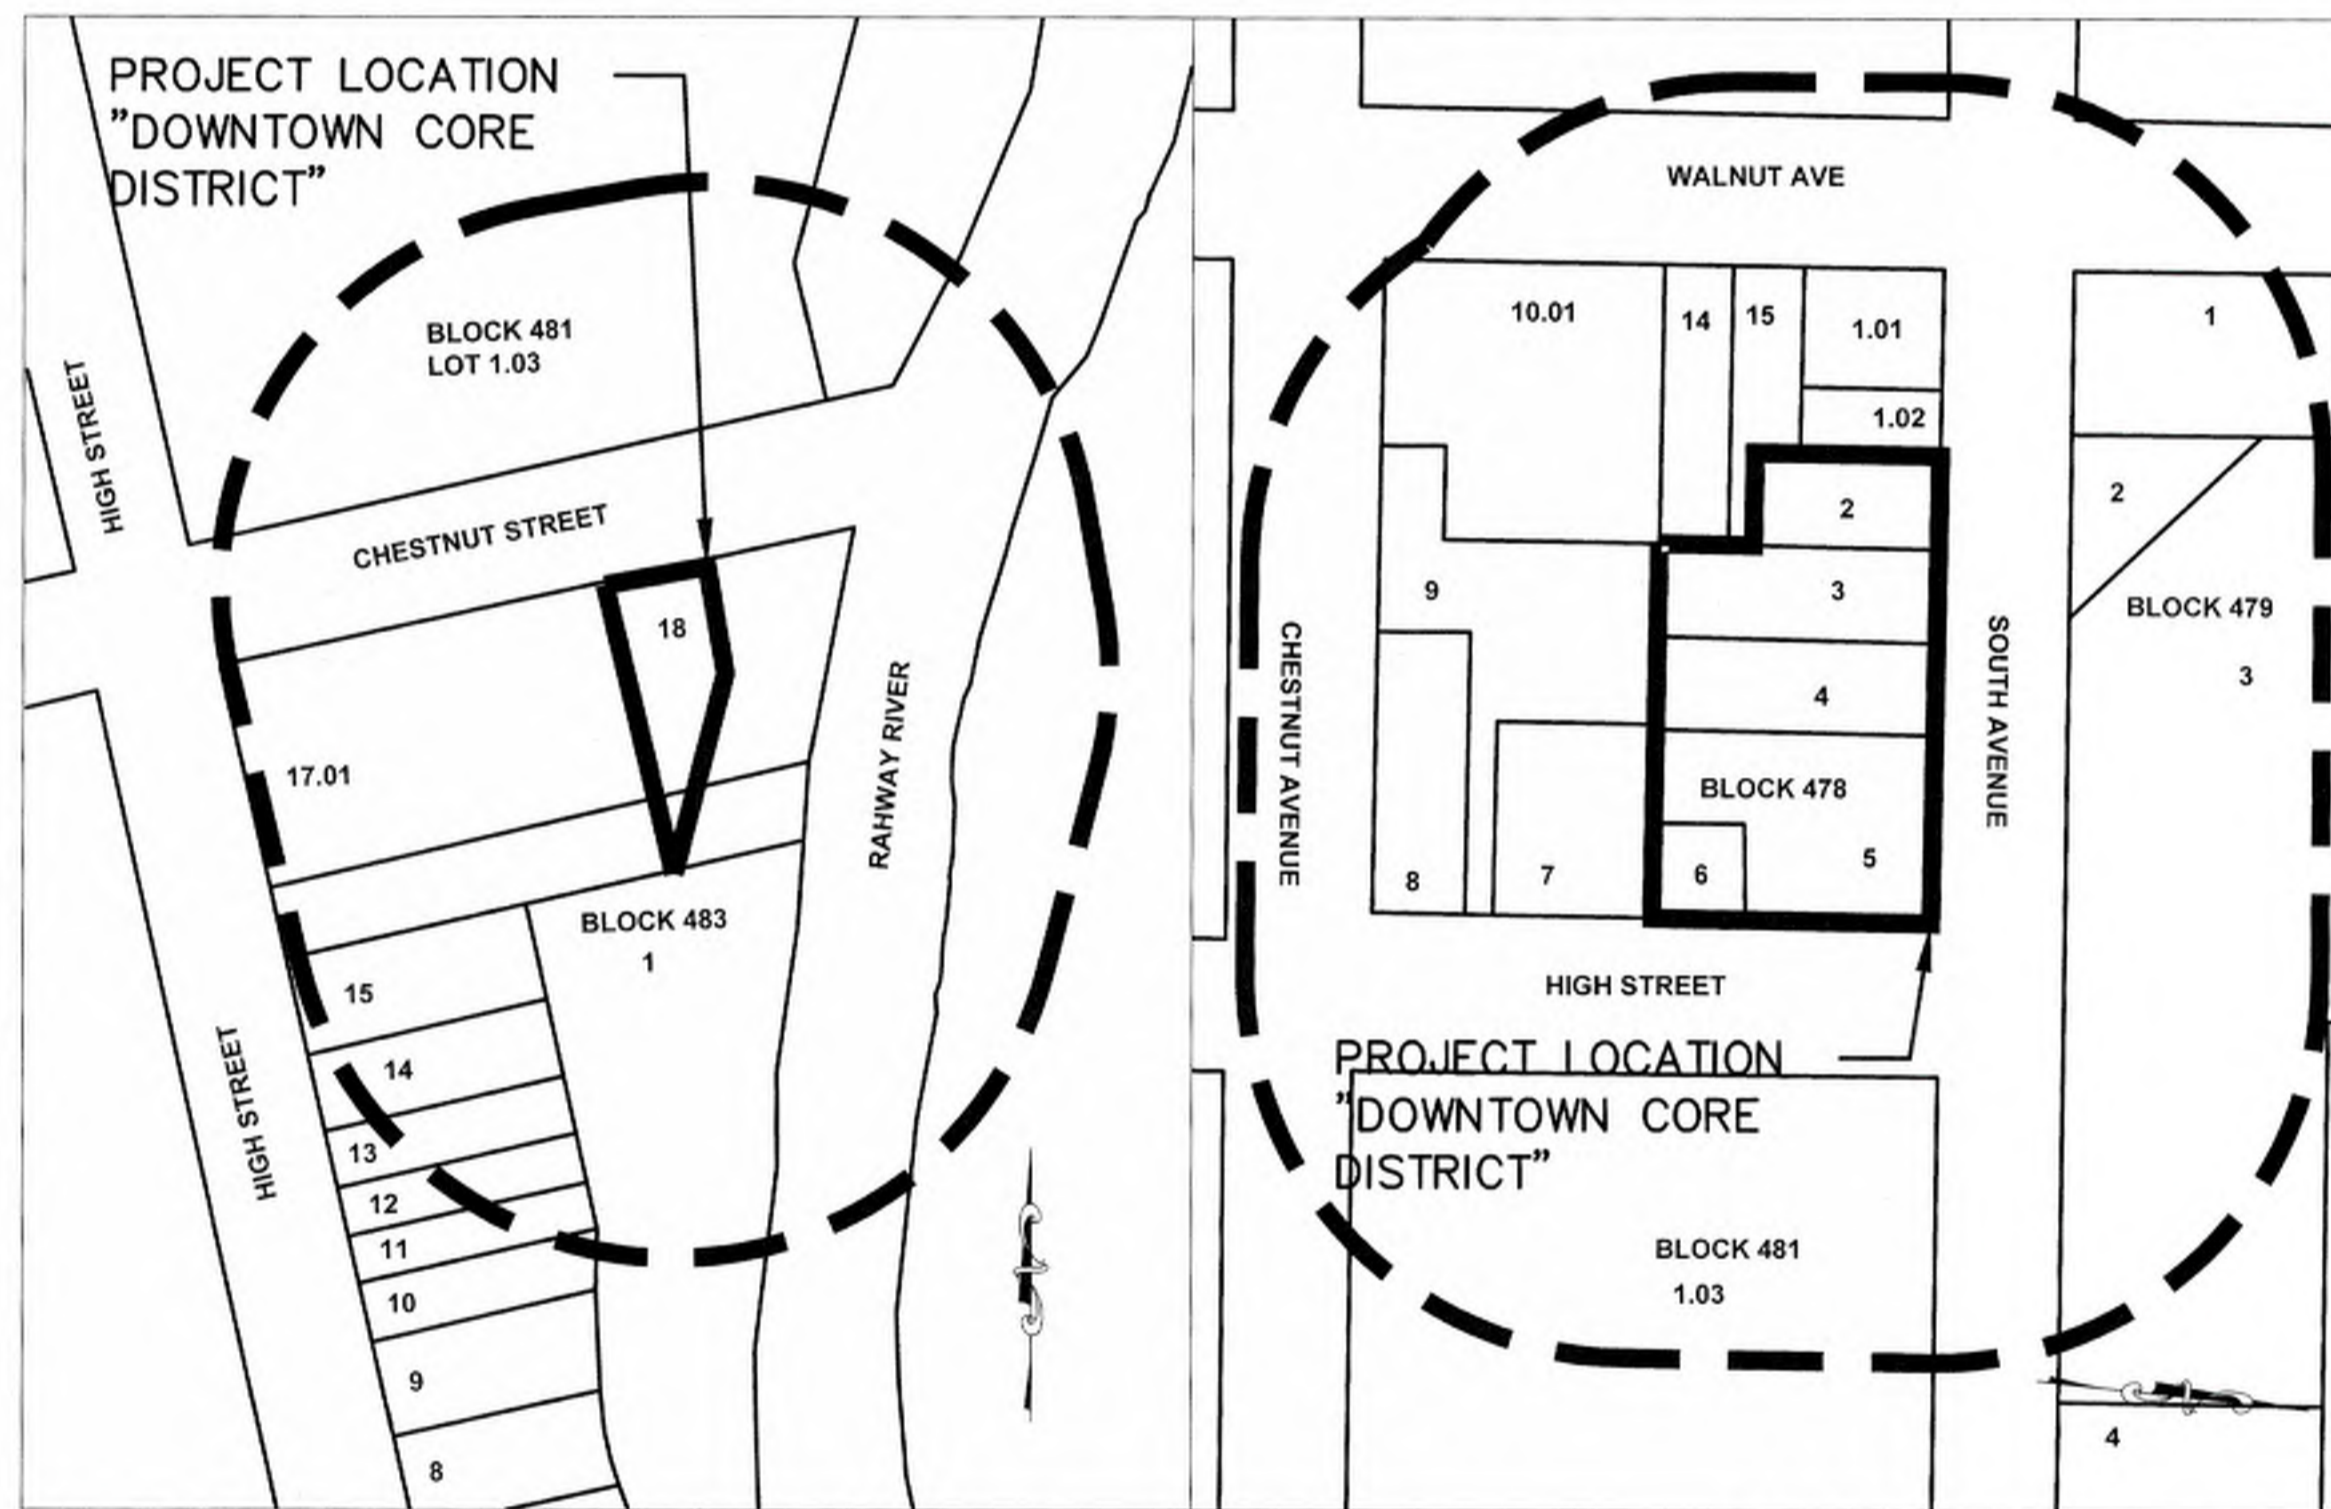 PROJECT LOCATION
"DOWNTOWN CORE
DISTRICT"
BLOCK 481
LOT 1.03
HIGH STREET
CHESTNUT STREET
18
RAHWAY RIVER
17.01
BLOCK 483
1
15
14
13
12
11
10
9
8
HIGH STREET
WALNUT AVE
10.01
14
15
1.01
1.02
1
2
2
3
9
BLOCK 479
3
4
CHESTNUT AVENUE
SOUTH AVENUE
BLOCK 478
5
6
7
8
HIGH STREET
PROJECT LOCATION
"DOWNTOWN CORE
DISTRICT"
BLOCK 481
1.03
4